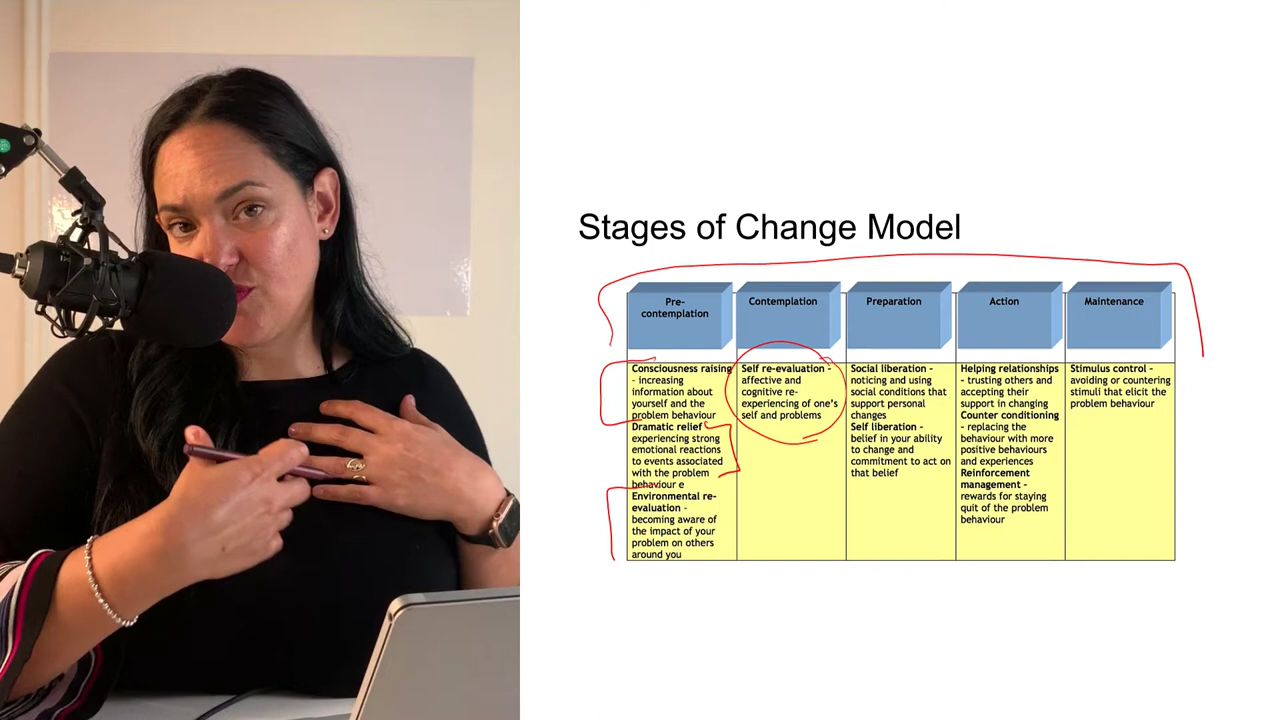 Stages of Change Model
Pre-
contemplation
Contemplation
Preparation
Action
Maintenance
Consciousness raising
- increasing
information about
yourself and the
problem behaviour
Dramatic relief
experiencing strong
emotional reactions
to events associated
with the problem
behaviour e
Environmental re-
evaluation -
becoming aware of
the impact of your
problem on others
around you
Self re-evaluation -
affective and
cognitive re-
experiencing of one's
self and problems
Social liberation -
noticing and using
social conditions that
support personal
changes
Self liberation -
belief in your ability
to change and
commitment to act on
that belief
Helping relationships
- trusting others and
accepting their
support in changing
Counter conditioning
- replacing the
behaviour with more
positive behaviours
and experiences
Reinforcement
management -
rewards for staying
quit of the problem
behaviour
Stimulus control -
avoiding or countering
stimuli that elicit the
problem behaviour